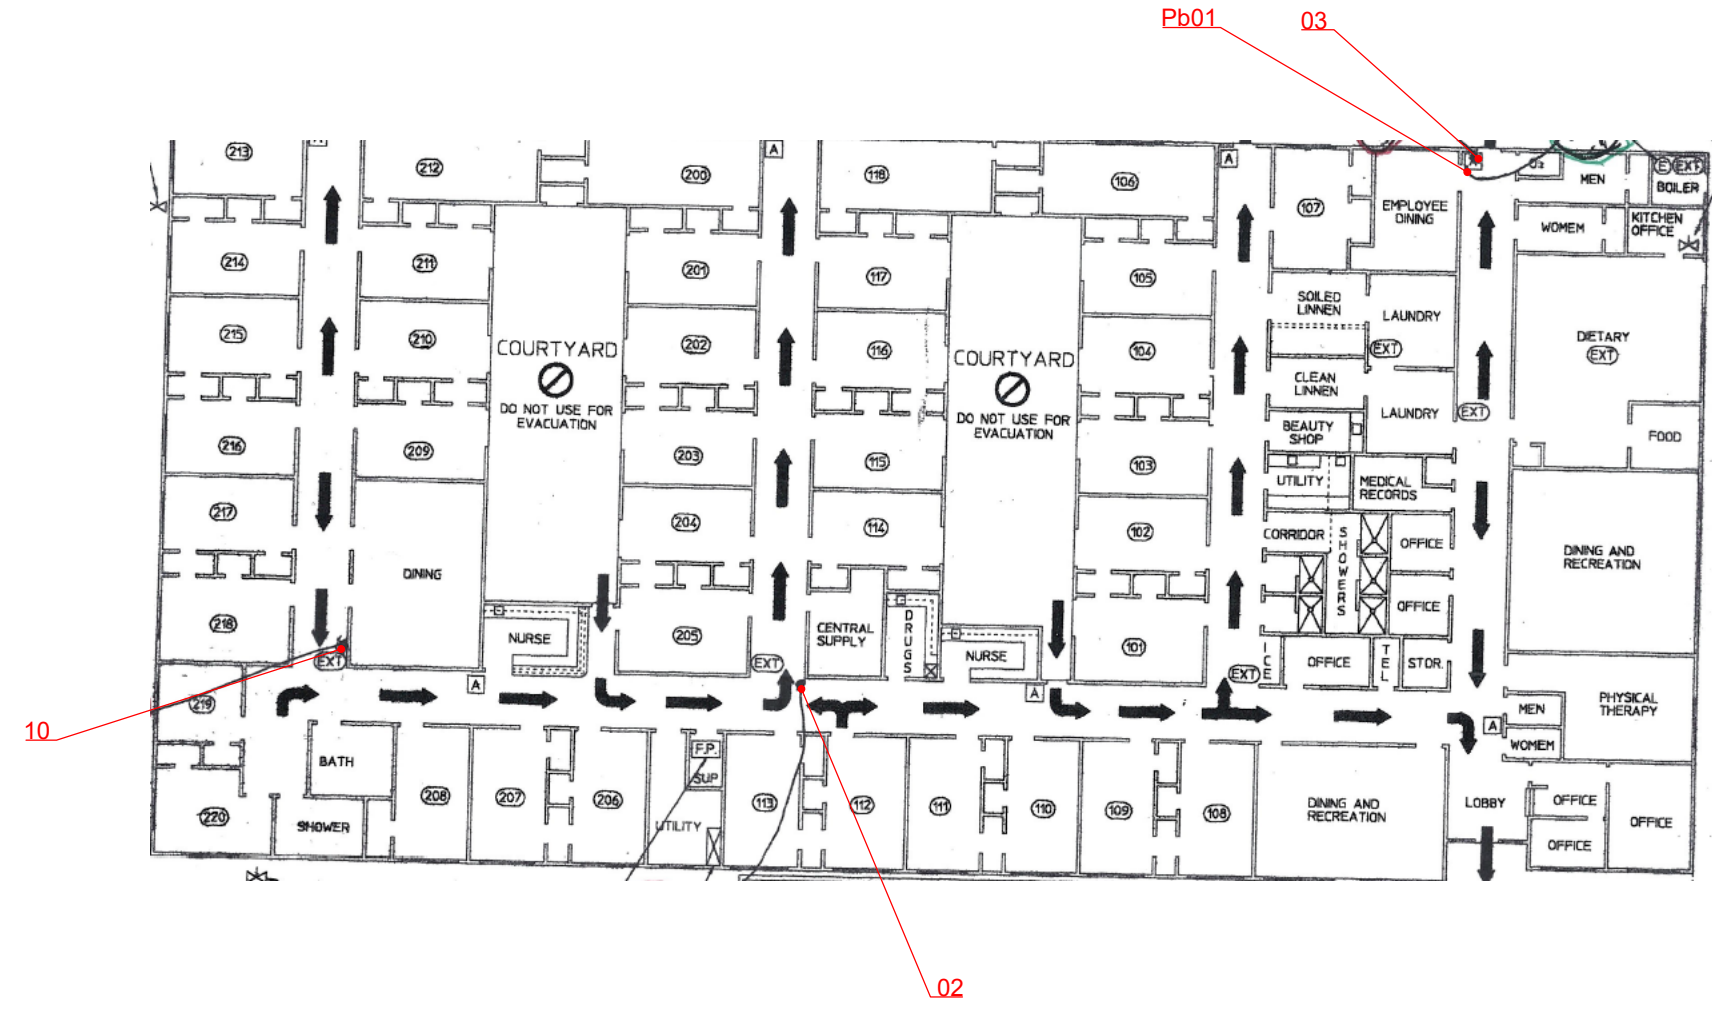 Pb01
03
213
212
A
200
A
118
106
A
107
A
O2
MEN
E EXT
BOILER
EMPLOYEE
DINING
WOMEM
KITCHEN
OFFICE
214
211
201
117
105
SOILED
LINNEN
LAUNDRY
DIETARY
EXT
215
210
COURTYARD
DO NOT USE FOR
EVACUATION
202
116
COURTYARD
DO NOT USE FOR
EVACUATION
104
EXT
CLEAN
LINNEN
LAUNDRY
EXT
BEAUTY
SHOP
FOOD
216
209
203
115
103
UTILITY
MEDICAL
RECORDS
217
204
114
102
CORRIDOR
SHOWERS
OFFICE
DINING AND
RECREATION
DINING
OFFICE
218
NURSE
205
CENTRAL
SUPPLY
DRUGS
NURSE
101
ICE
OFFICE
TEL
STOR.
EXT
EXT
EXT
A
A
219
10
MEN
PHYSICAL
THERAPY
A
WOMEM
BATH
F.P.
SUP
220
SHOWER
208
207
206
UTILITY
113
112
111
110
109
108
DINING AND
RECREATION
LOBBY
OFFICE
OFFICE
OFFICE
02